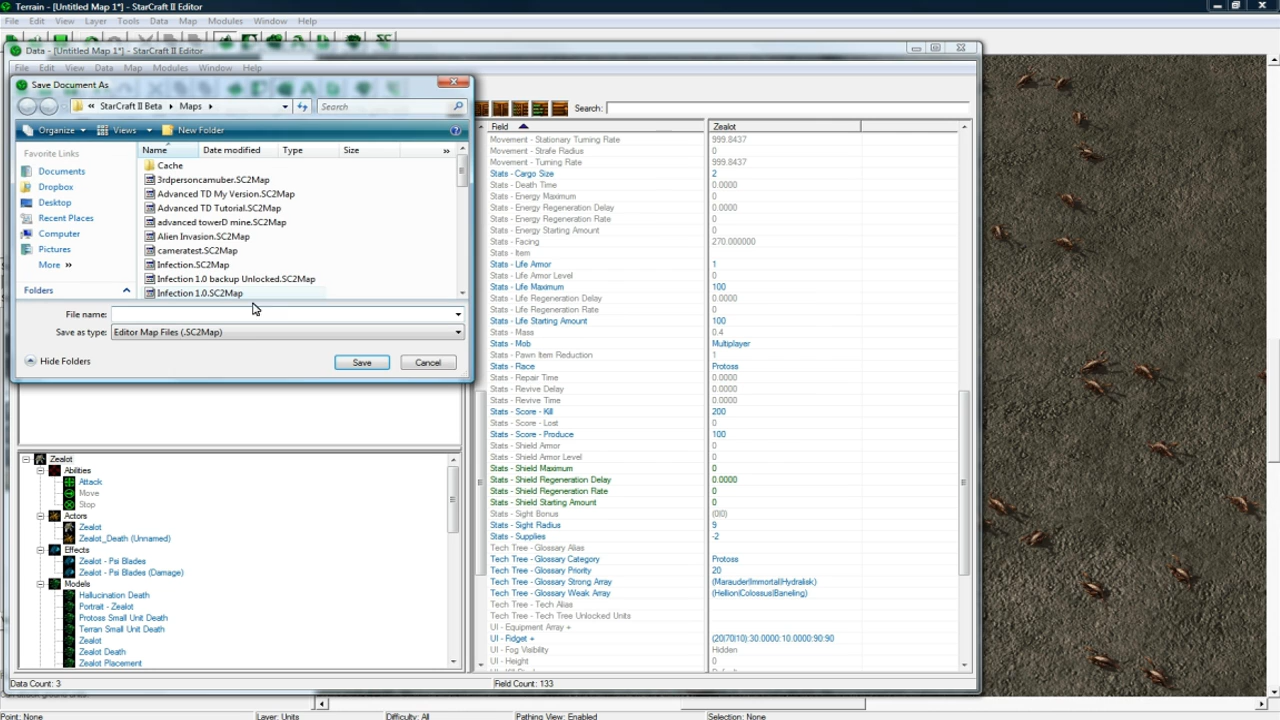 Terrain - [Untitled Map 1*] - StarCraft II Editor
File Edit View Layer Tools Data Map Modules Window Help
Data - [Untitled Map 1*] - StarCraft II Editor
File Edit View Data Map Modules Window Help
Save Document As
« StarCraft II Beta Maps
Search
Organize Views New Folder
Favorite Links
Documents
Dropbox
Desktop
Recent Places
Computer
Pictures
More »
Folders
Name Date modified Type Size »
Cache
3rdpersoncamuber.SC2Map
Advanced TD My Version.SC2Map
Advanced TD Tutorial.SC2Map
advanced towerD mine.SC2Map
Alien Invasion.SC2Map
cameratest.SC2Map
Infection.SC2Map
Infection 1.0 backup Unlocked.SC2Map
Infection 1.0.SC2Map
File name:
Save as type: Editor Map Files (.SC2Map)
Hide Folders Save Cancel
Search:
Field Zealot
Movement - Stationary Turning Rate 999.8437
Movement - Strafe Radius 0
Movement - Turning Rate 999.8437
Stats - Cargo Size 2
Stats - Death Time 0.0000
Stats - Energy Maximum 0
Stats - Energy Regeneration Delay 0.0000
Stats - Energy Regeneration Rate 0
Stats - Energy Starting Amount 0
Stats - Facing 270.000000
Stats - Item
Stats - Life Armor 1
Stats - Life Armor Level 0
Stats - Life Maximum 100
Stats - Life Regeneration Delay 0.0000
Stats - Life Regeneration Rate 0
Stats - Life Starting Amount 100
Stats - Mass 0.4
Stats - Mob Multiplayer
Stats - Pawn Item Reduction 1
Stats - Race Protoss
Stats - Repair Time 0.0000
Stats - Revive Delay 0.0000
Stats - Revive Time 0.0000
Stats - Score - Kill 200
Stats - Score - Lost 0
Stats - Score - Produce 100
Stats - Shield Armor 0
Stats - Shield Armor Level 0
Stats - Shield Maximum 0
Stats - Shield Regeneration Delay 0.0000
Stats - Shield Regeneration Rate 0
Stats - Shield Starting Amount 0
Stats - Sight Bonus (0|0)
Stats - Sight Radius 9
Stats - Supplies -2
Tech Tree - Glossary Alias
Tech Tree - Glossary Category Protoss
Tech Tree - Glossary Priority 20
Tech Tree - Glossary Strong Array (Marauder|Immortal|Hydralisk)
Tech Tree - Glossary Weak Array (Hellion|Colossus|Baneling)
Tech Tree - Tech Alias
Tech Tree - Tech Tree Unlocked Units
UI - Equipment Array +
UI - Fidget + (20|70|10):30.0000:10.0000:90:90
UI - Fog Visibility Hidden
UI - Height 0
Zealot
Abilities
Attack
Move
Stop
Actors
Zealot
Zealot_Death (Unnamed)
Effects
Zealot - Psi Blades
Zealot - Psi Blades (Damage)
Models
Hallucination Death
Portrait - Zealot
Protoss Small Unit Death
Terran Small Unit Death
Zealot
Zealot Death
Zealot Placement
Data Count: 3 Field Count: 133
Point: None Layer: Units Difficulty: All Pathing View: Enabled Selection: None